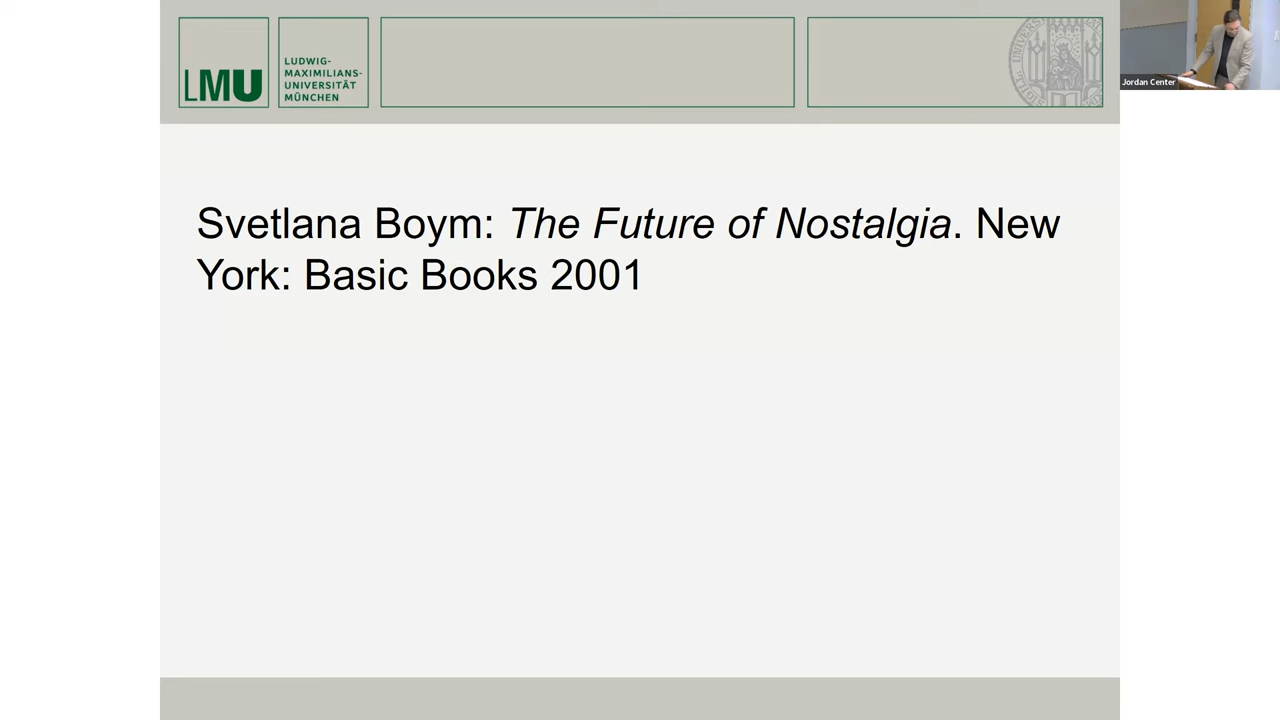 LMU
LUDWIG-
MAXIMILIANS-
UNIVERSITÄT
MÜNCHEN
Jordan Center
Svetlana Boym: The Future of Nostalgia. New
York: Basic Books 2001